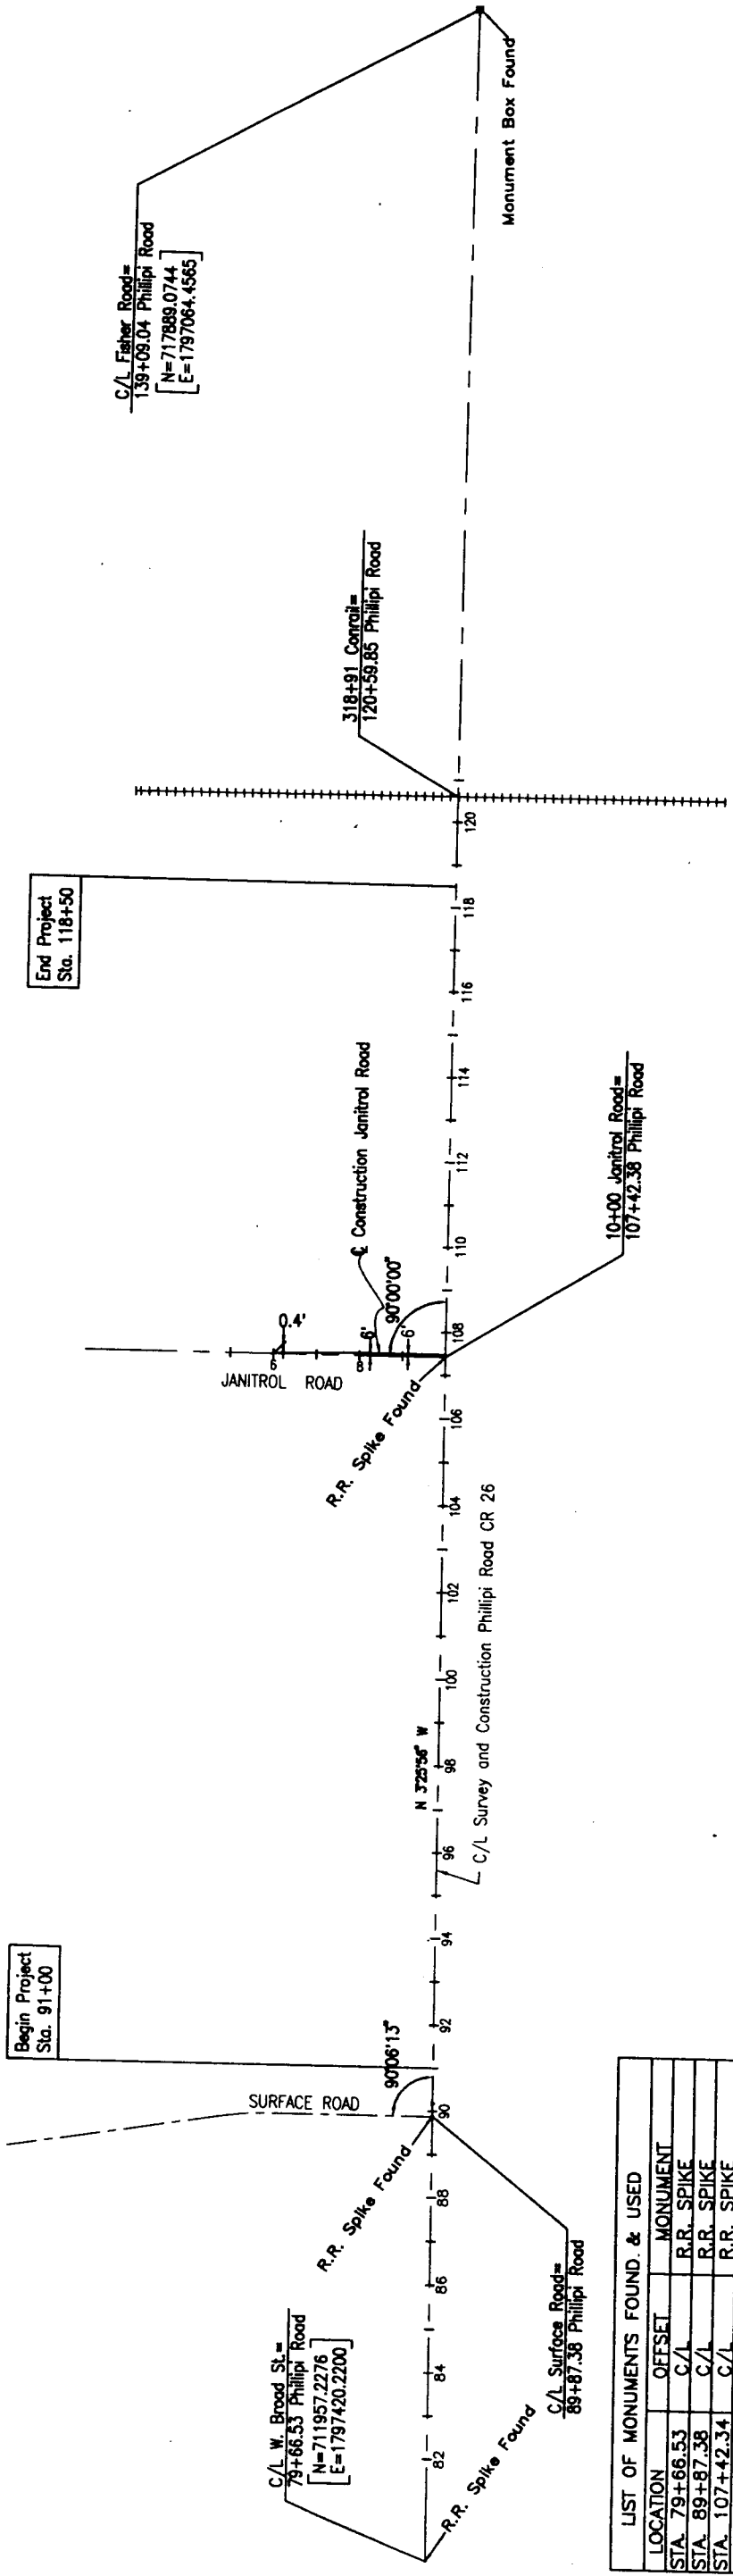 Begin Project
Sta. 91+00
End Project
Sta. 118+50
C/L W. Broad St.=
79+66.53 Phillipi Road
N=711957.2276
E=1797420.2200
R.R. Spike Found
82
84
86
88
90
92
94
96
98
100
102
104
106
108
110
112
114
116
118
120
R.R. Spike Found
SURFACE ROAD
90°06'13"
C/L Surface Road=
89+87.38 Phillipi Road
N 3°25'56" W
C/L Survey and Construction Phillipi Road CR 26
R.R. Spike Found
JANITROL ROAD
6
0.4'
8
6'
6'
90°00'00"
℄ Construction Janitrol Road
10+00 Janitrol Road=
107+42.38 Phillipi Road
318+91 Conrail=
120+59.85 Phillipi Road
C/L Fisher Road=
139+09.04 Phillipi Road
N=717889.0744
E=1797064.4565
Monument Box Found
LIST OF MONUMENTS FOUND & USED
LOCATION OFFSET MONUMENT
STA. 79+66.53 C/L R.R. SPIKE
STA. 89+87.38 C/L R.R. SPIKE
STA. 107+42.34 C/L R.R. SPIKE